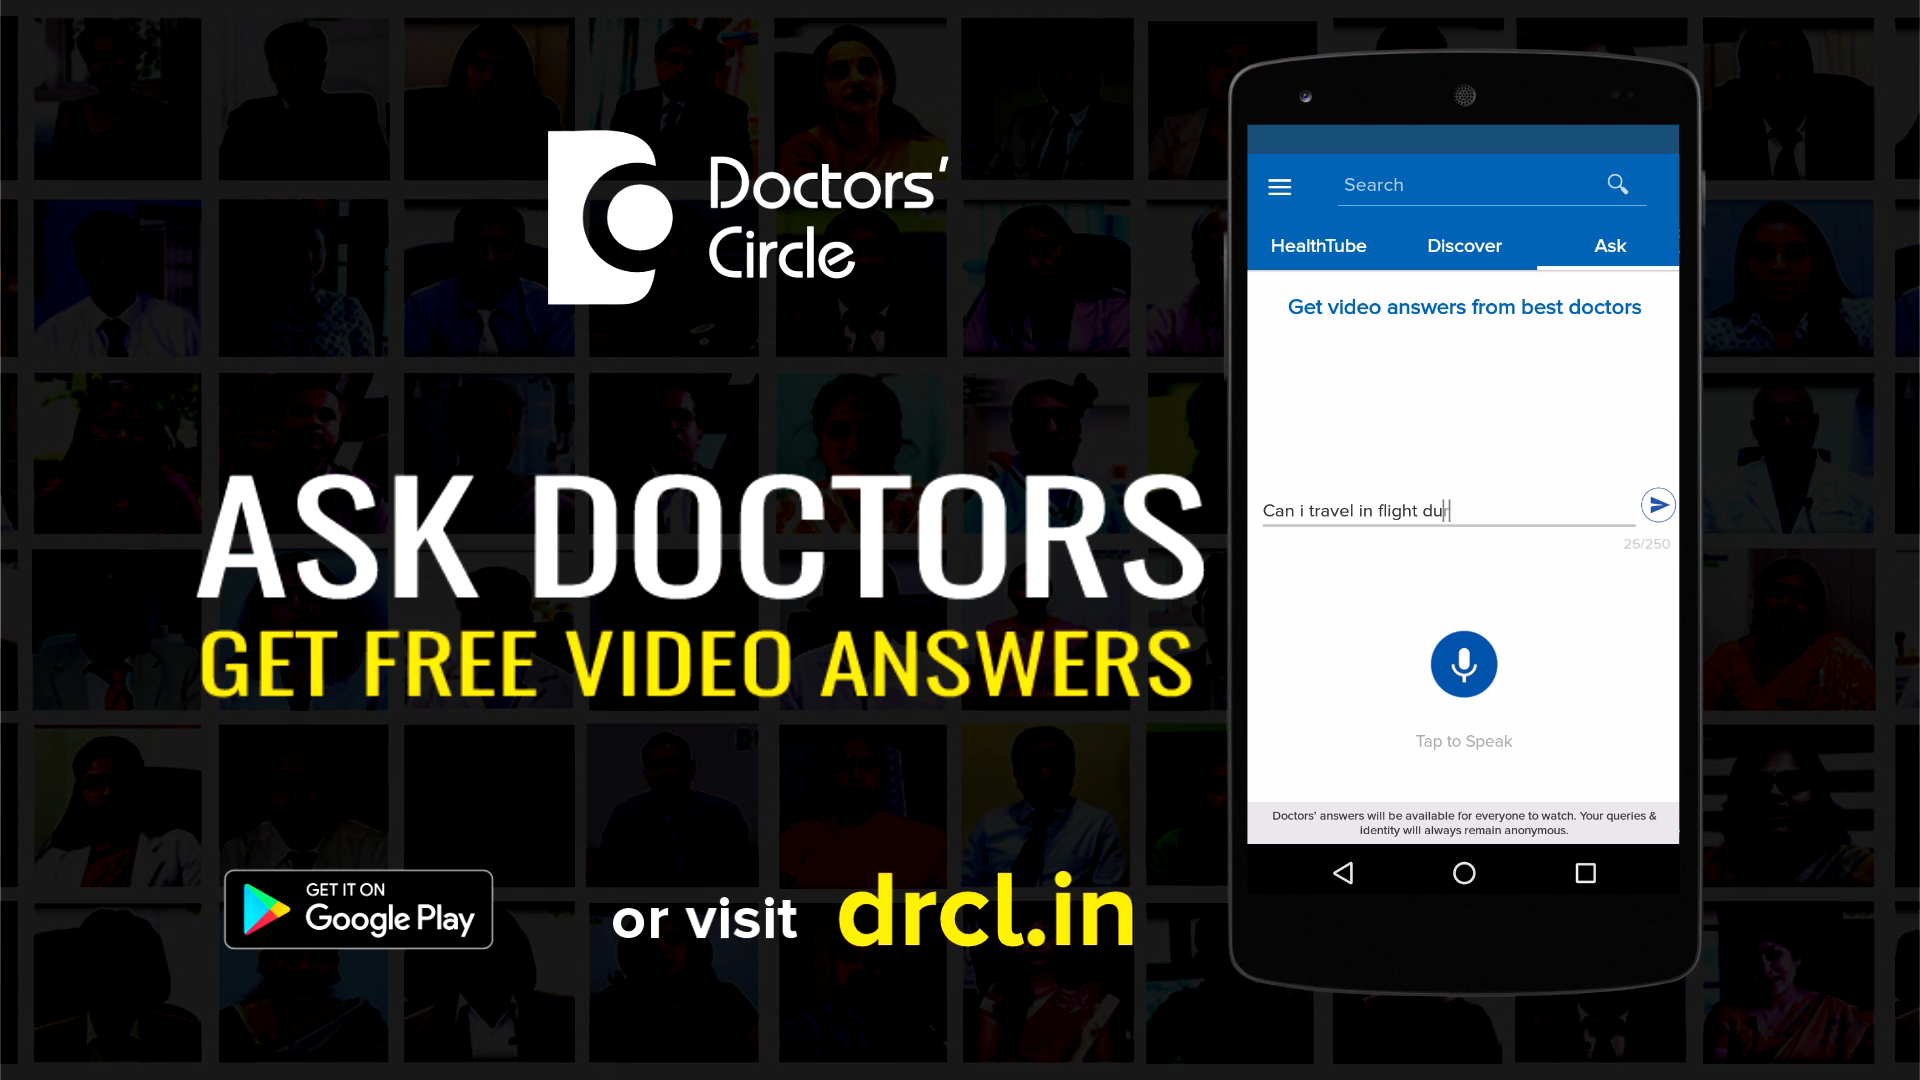 Doctors'
Circle
ASK DOCTORS
GET FREE VIDEO ANSWERS
GET IT ON
Google Play
or visit drcl.in
Search
HealthTube Discover Ask
Get video answers from best doctors
Can i travel in flight dur
25/250
Tap to Speak
Doctors' answers will be available for everyone to watch. Your queries &
identity will always remain anonymous.